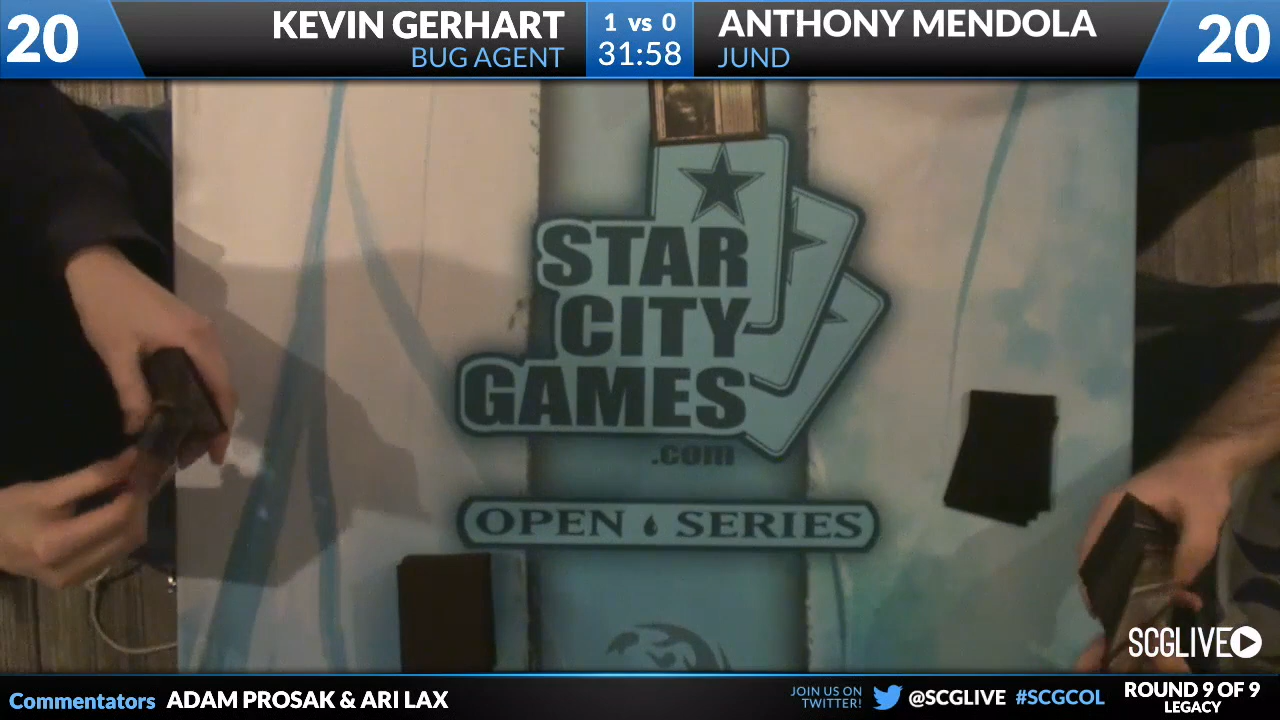 20
KEVIN GERHART
BUG AGENT
1 vs 0
31:58
ANTHONY MENDOLA
JUND
20
STAR
CITY
GAMES
.com
OPEN SERIES
SCGLIVE
Commentators ADAM PROSAK & ARI LAX
JOIN US ON
TWITTER!
@SCGLIVE #SCGCOL
ROUND 9 OF 9
LEGACY